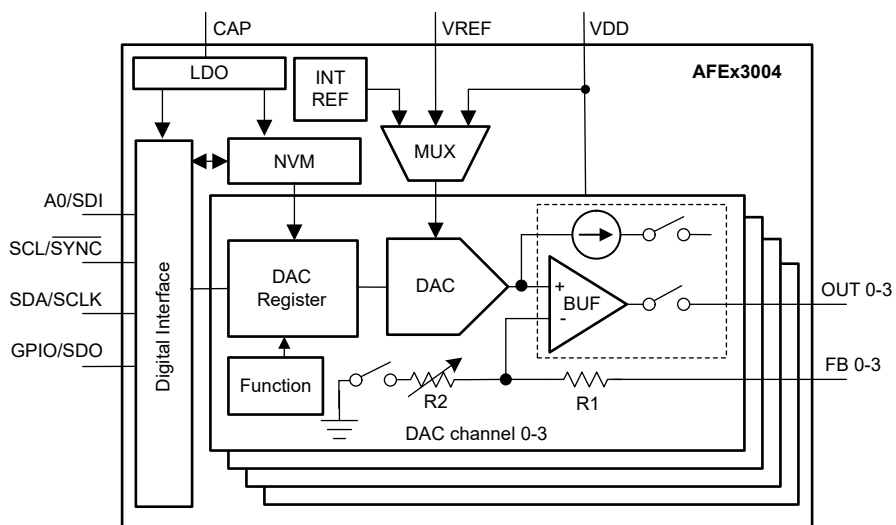 CAP
VREF
VDD
LDO
INT
REF
AFEx3004
MUX
NVM
A0/SDI
SCL/SYNC
SDA/SCLK
GPIO/SDO
Digital Interface
DAC
Register
DAC
BUF
+
-
OUT 0-3
FB 0-3
Function
R2
R1
DAC channel 0-3